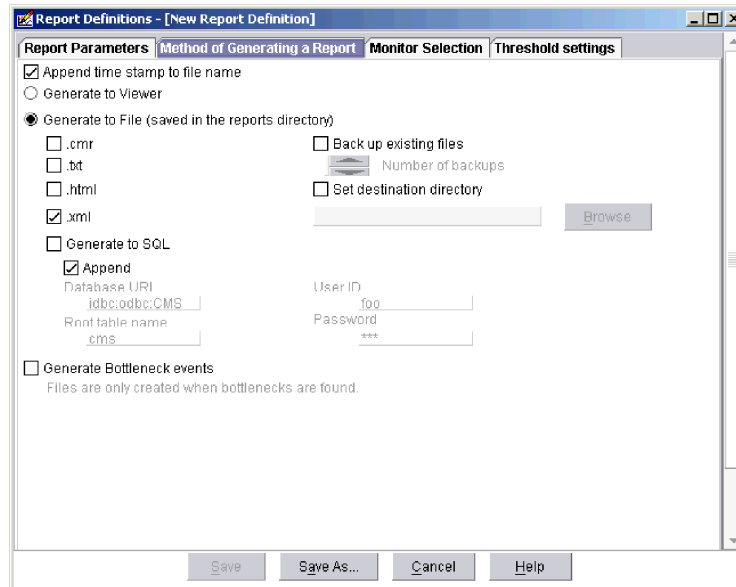 Report Definitions - [New Report Definition]
Report Parameters Method of Generating a Report Monitor Selection Threshold settings
Append time stamp to file name
Generate to Viewer
Generate to File (saved in the reports directory)
.cmr Back up existing files
.txt Number of backups
.html Set destination directory
.xml Browse
Generate to SQL
Append
Database URL User ID
jdbc:odbc:CMS foo
Root table name Password
cms ***
Generate Bottleneck events
Files are only created when bottlenecks are found.
Save Save As... Cancel Help